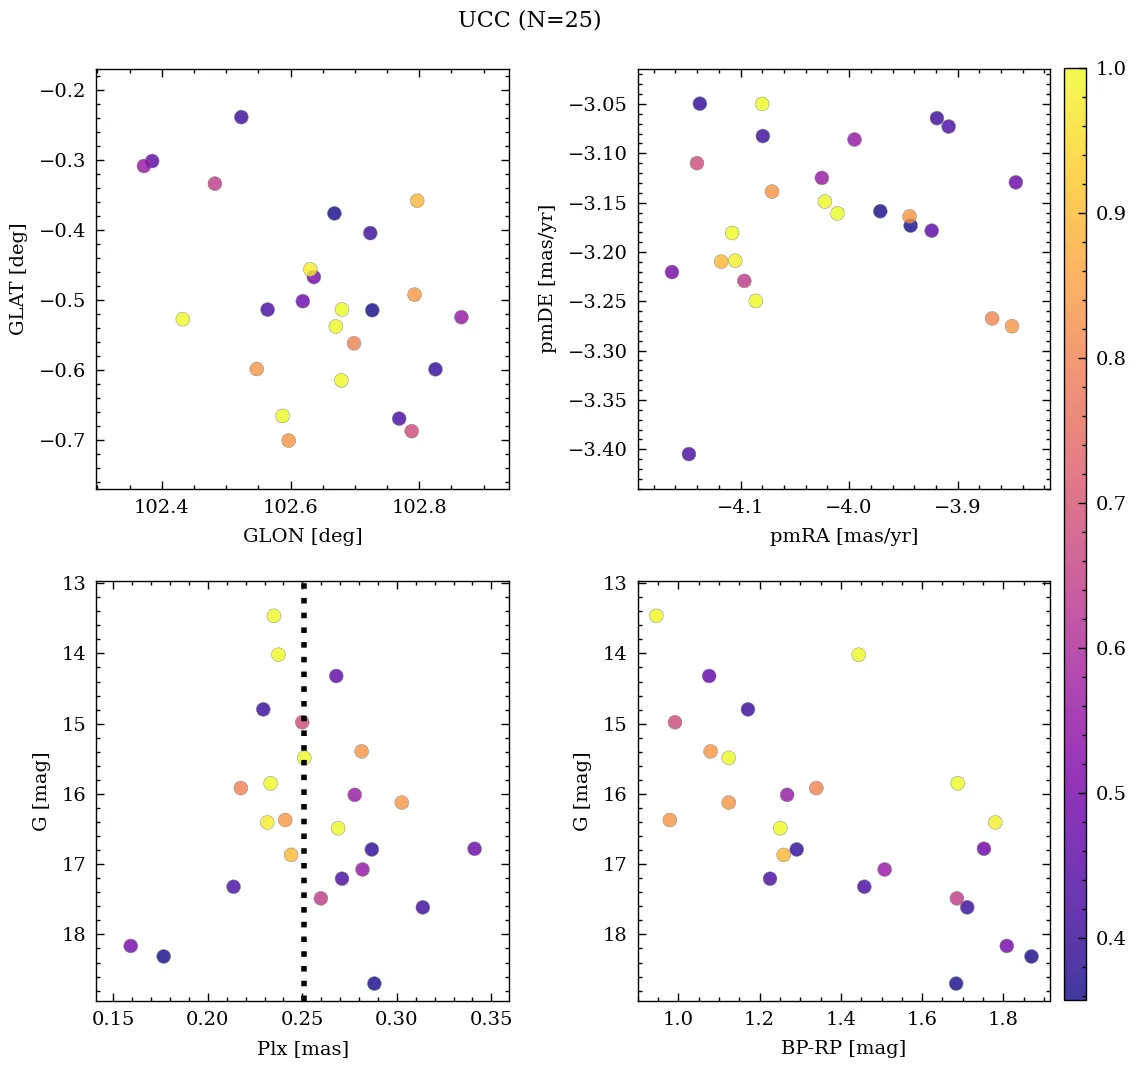 UCC (N=25)
−0.2
−0.3
−0.4
−0.5
−0.6
−0.7
GLAT [deg]
102.4 102.6 102.8
GLON [deg]
−3.05
−3.10
−3.15
−3.20
−3.25
−3.30
−3.35
−3.40
pmDE [mas/yr]
−4.1 −4.0 −3.9
pmRA [mas/yr]
13
14
15
16
17
18
G [mag]
0.15 0.20 0.25 0.30 0.35
Plx [mas]
13
14
15
16
17
18
G [mag]
1.0 1.2 1.4 1.6 1.8
BP-RP [mag]
1.0
0.9
0.8
0.7
0.6
0.5
0.4